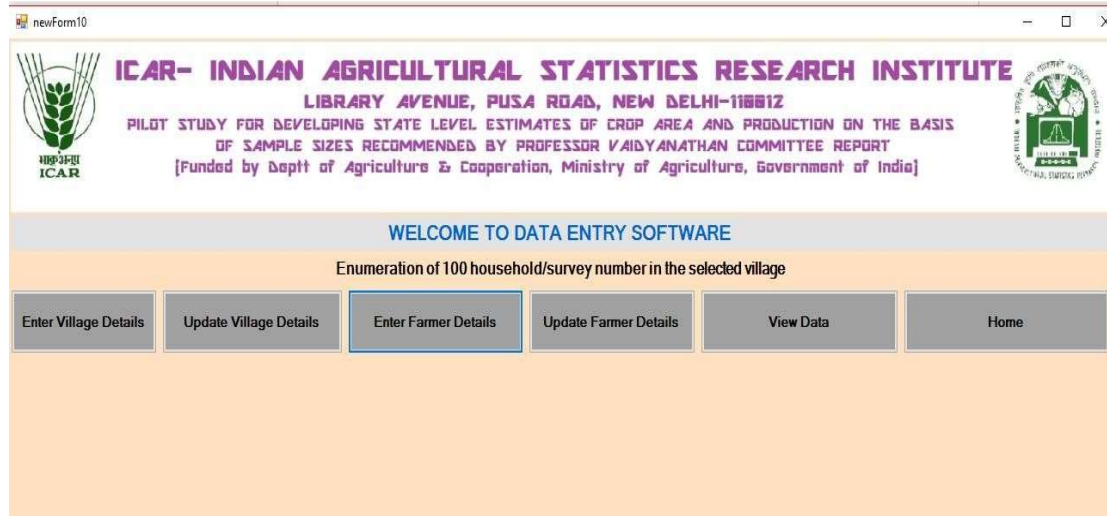 newForm10
ICAR- INDIAN AGRICULTURAL STATISTICS RESEARCH INSTITUTE
LIBRARY AVENUE, PUSA ROAD, NEW DELHI-110012
PILOT STUDY FOR DEVELOPING STATE LEVEL ESTIMATES OF CROP AREA AND PRODUCTION ON THE BASIS
OF SAMPLE SIZES RECOMMENDED BY PROFESSOR VAIDYANATHAN COMMITTEE REPORT
[Funded by Deptt of Agriculture & Cooperation, Ministry of Agriculture, Government of India]
भाकृअनुप
ICAR
WELCOME TO DATA ENTRY SOFTWARE
Enumeration of 100 household/survey number in the selected village
Enter Village Details Update Village Details Enter Farmer Details Update Farmer Details View Data Home